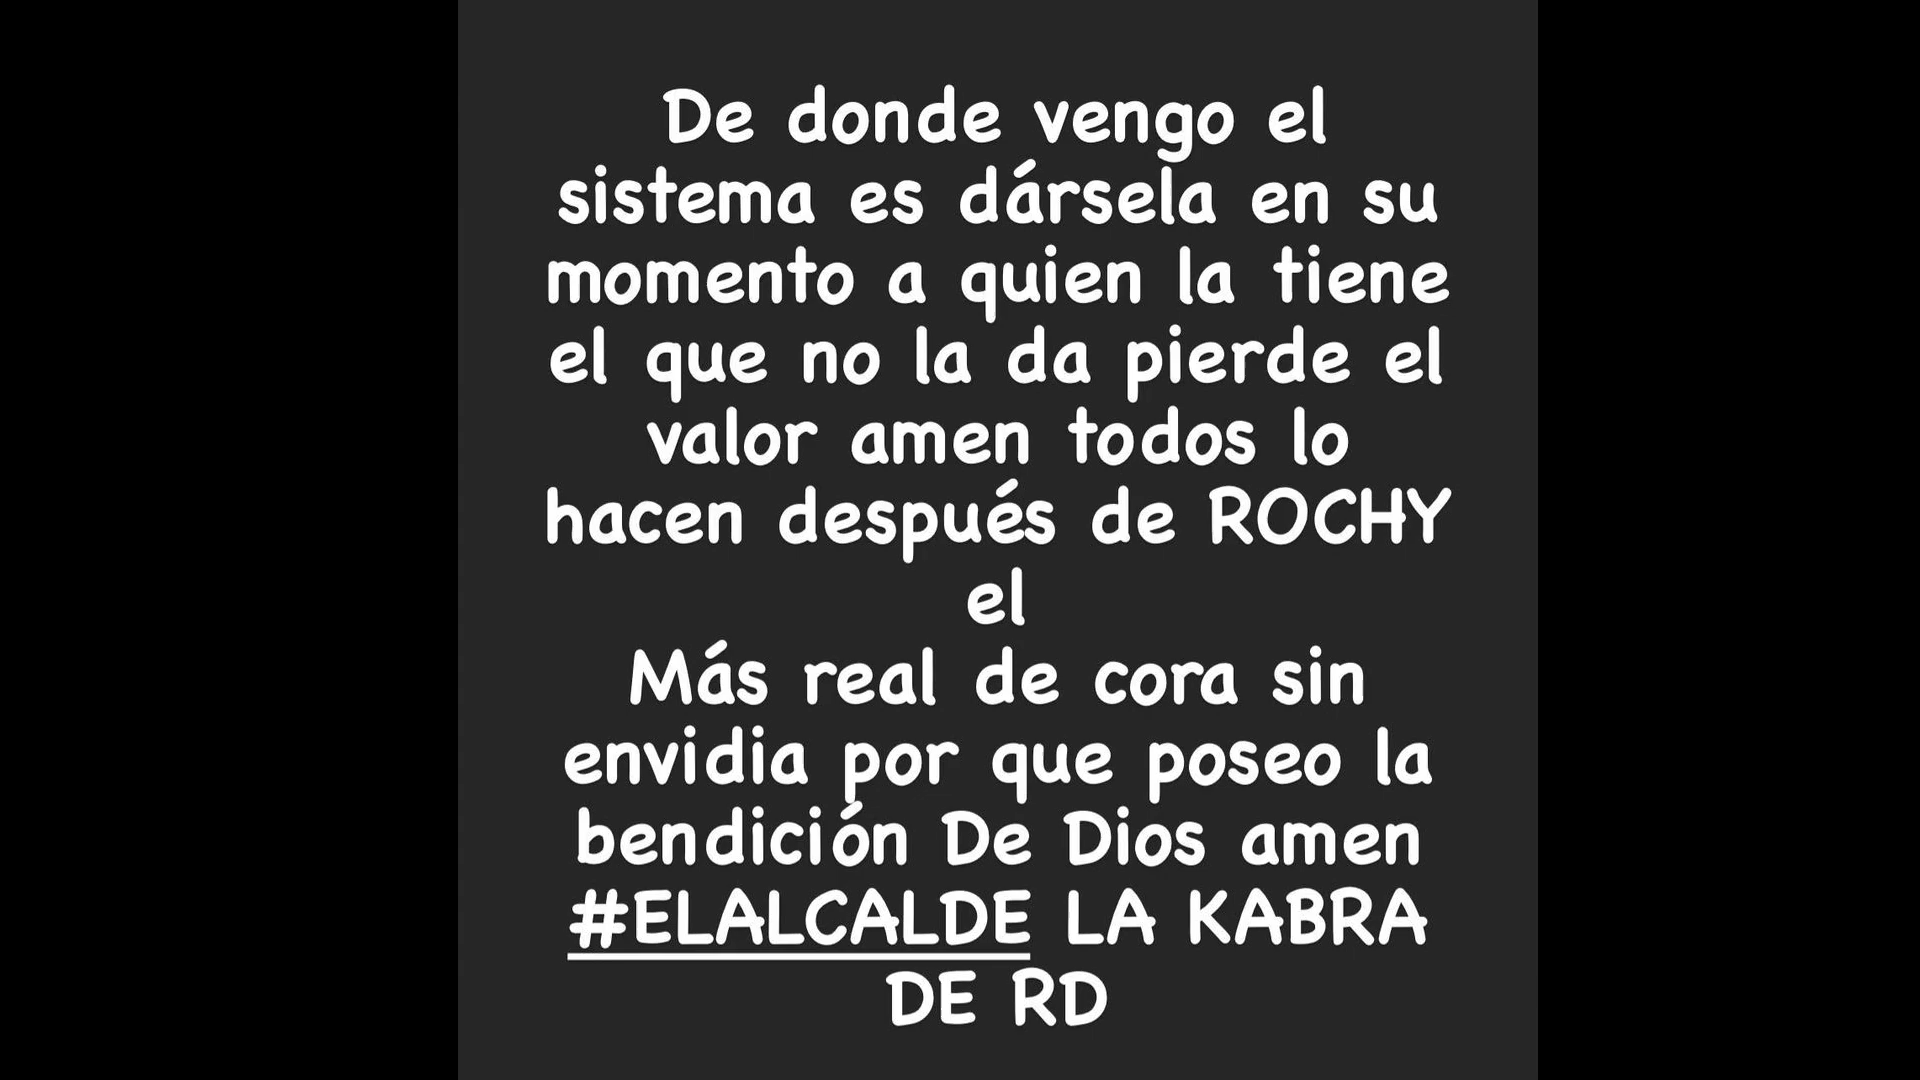 De donde vengo el
sistema es dársela en su
momento a quien la tiene
el que no la da pierde el
valor amen todos lo
hacen después de ROCHY
el
Más real de cora sin
envidia por que poseo la
bendición De Dios amen
#ELALCALDE LA KABRA
DE RD